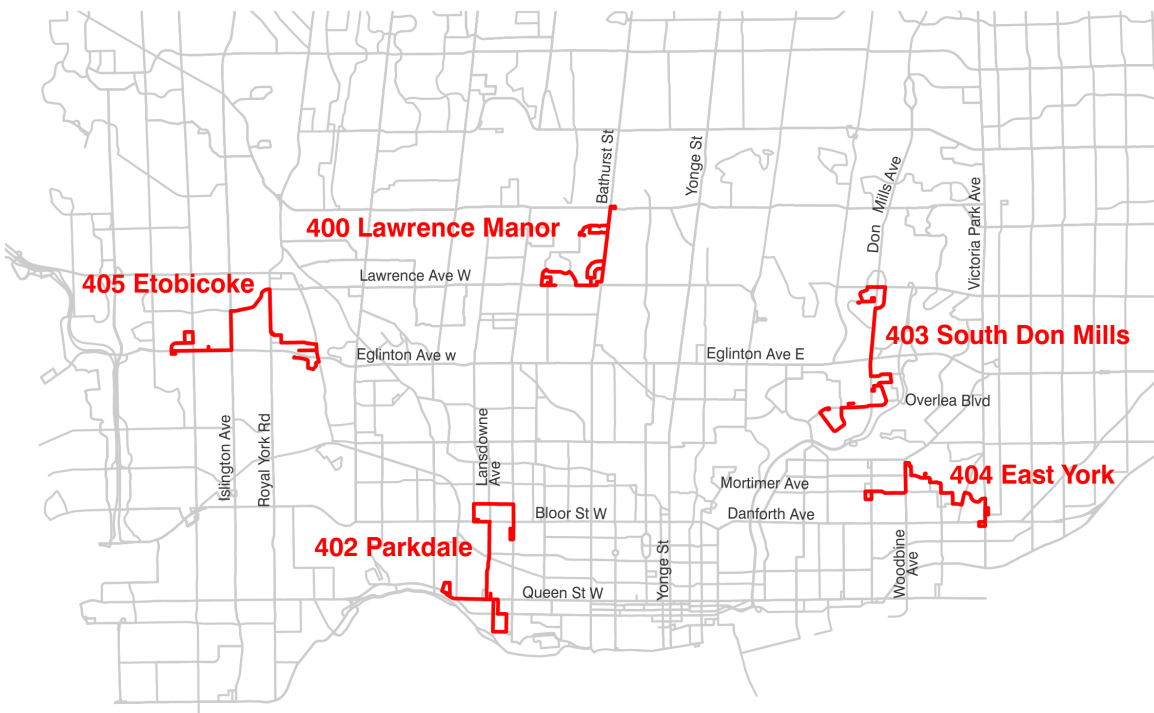 Bathurst St
Yonge St
Don Mills Ave
Victoria Park Ave
400 Lawrence Manor
Lawrence Ave W
405 Etobicoke
403 South Don Mills
Eglinton Ave w
Eglinton Ave E
Overlea Blvd
Islington Ave
Royal York Rd
Lansdowne
Ave
404 East York
Mortimer Ave
Bloor St W
Danforth Ave
402 Parkdale
Yonge St
Woodbine
Ave
Queen St W